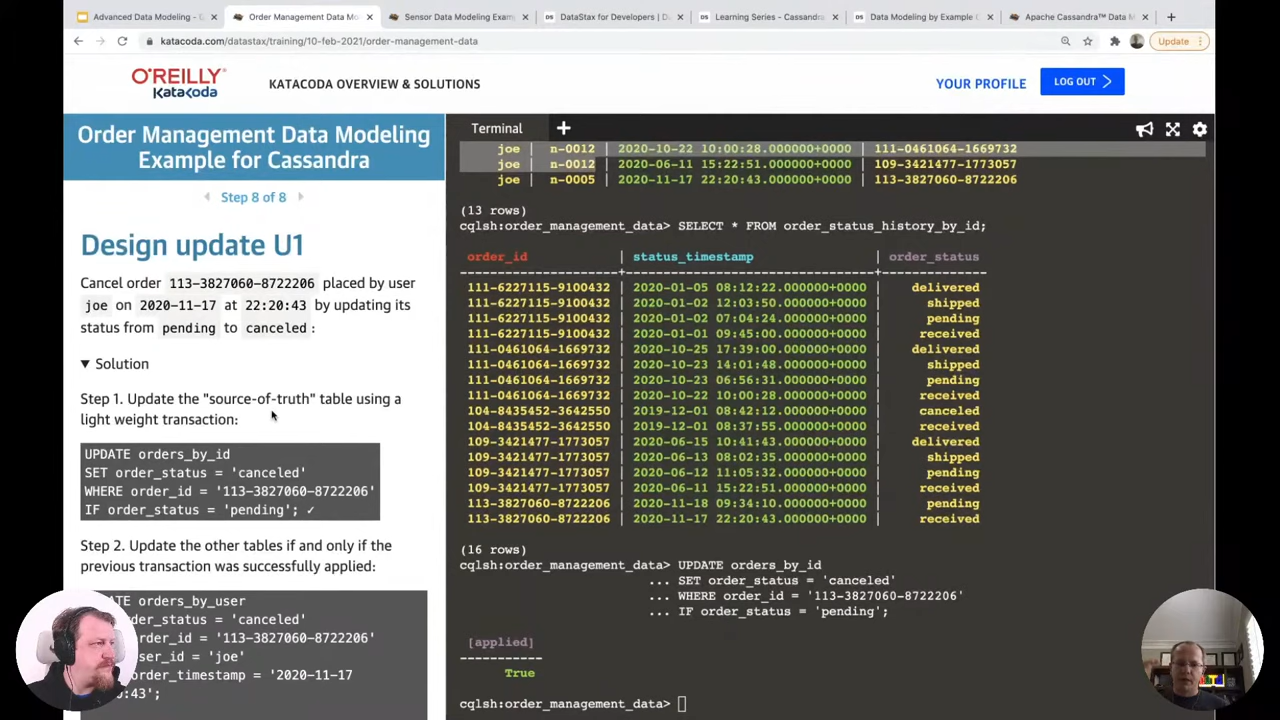 Advanced Data Modeling -
Order Management Data Mo
Sensor Data Modeling Exam
DataStax for Developers | D
Learning Series - Cassandra
Data Modeling by Example
Apache Cassandra™ Data M
katacoda.com/datastax/training/10-feb-2021/order-management-data
Update
O'REILLY
Katacoda
KATACODA OVERVIEW & SOLUTIONS
YOUR PROFILE
LOG OUT
Order Management Data Modeling
Example for Cassandra
Step 8 of 8
Design update U1
Cancel order 113-3827060-8722206 placed by user
joe on 2020-11-17 at 22:20:43 by updating its
status from pending to canceled :
▼ Solution
Step 1. Update the "source-of-truth" table using a
light weight transaction:
UPDATE orders_by_id
SET order_status = 'canceled'
WHERE order_id = '113-3827060-8722206'
IF order_status = 'pending'; ✓
Step 2. Update the other tables if and only if the
previous transaction was successfully applied:
ATE orders_by_user
order_status = 'canceled'
order_id = '113-3827060-8722206'
ser_id = 'joe'
order_timestamp = '2020-11-17
0:43';
Terminal
joe | n-0012 | 2020-10-22 10:00:28.000000+0000 | 111-0461064-1669732
joe | n-0012 | 2020-06-11 15:22:51.000000+0000 | 109-3421477-1773057
joe | n-0005 | 2020-11-17 22:20:43.000000+0000 | 113-3827060-8722206
(13 rows)
cqlsh:order_management_data> SELECT * FROM order_status_history_by_id;
order_id | status_timestamp | order_status
111-6227115-9100432 | 2020-01-05 08:12:22.000000+0000 | delivered
111-6227115-9100432 | 2020-01-02 12:03:50.000000+0000 | shipped
111-6227115-9100432 | 2020-01-02 07:04:24.000000+0000 | pending
111-6227115-9100432 | 2020-01-01 09:45:00.000000+0000 | received
111-0461064-1669732 | 2020-10-25 17:39:00.000000+0000 | delivered
111-0461064-1669732 | 2020-10-23 14:01:48.000000+0000 | shipped
111-0461064-1669732 | 2020-10-23 06:56:31.000000+0000 | pending
111-0461064-1669732 | 2020-10-22 10:00:28.000000+0000 | received
104-8435452-3642550 | 2019-12-01 08:42:12.000000+0000 | canceled
104-8435452-3642550 | 2019-12-01 08:37:55.000000+0000 | received
109-3421477-1773057 | 2020-06-15 10:41:43.000000+0000 | delivered
109-3421477-1773057 | 2020-06-13 08:02:35.000000+0000 | shipped
109-3421477-1773057 | 2020-06-12 11:05:32.000000+0000 | pending
109-3421477-1773057 | 2020-06-11 15:22:51.000000+0000 | received
113-3827060-8722206 | 2020-11-18 09:34:10.000000+0000 | pending
113-3827060-8722206 | 2020-11-17 22:20:43.000000+0000 | received
(16 rows)
cqlsh:order_management_data> UPDATE orders_by_id
... SET order_status = 'canceled'
... WHERE order_id = '113-3827060-8722206'
... IF order_status = 'pending';
[applied]
True
cqlsh:order_management_data>